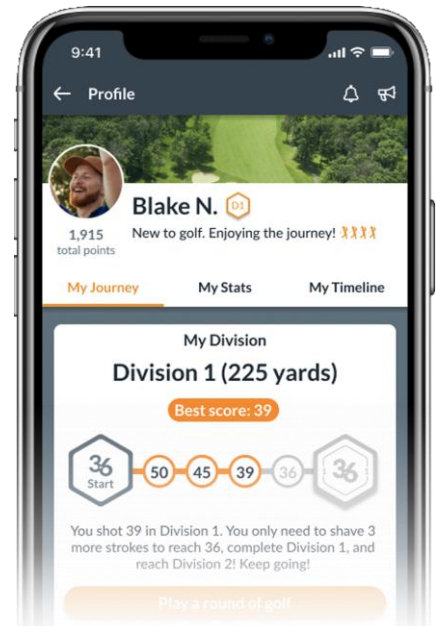 9:41
Profile
Blake N. D1
New to golf. Enjoying the journey!
1,915
total points
My Journey My Stats My Timeline
My Division
Division 1 (225 yards)
Best score: 39
36 Start 50 45 39 36 36
You shot 39 in Division 1. You only need to shave 3
more strokes to reach 36, complete Division 1, and
reach Division 2! Keep going!
Play a round of golf